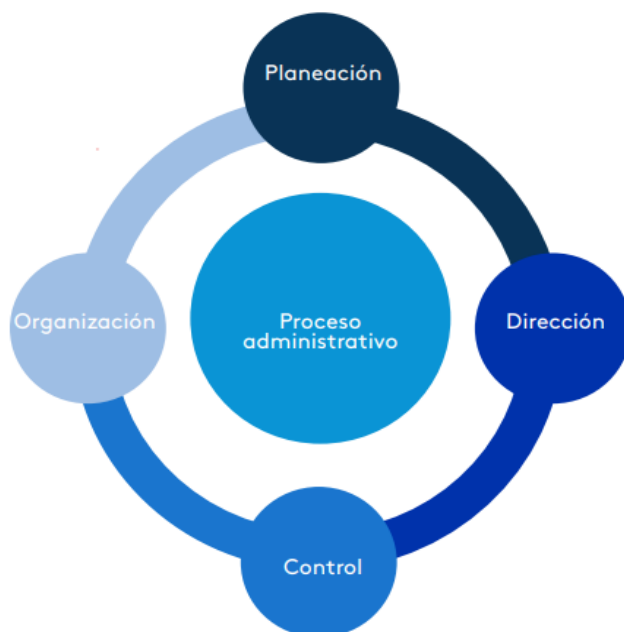 Planeación
Organización
Proceso
administrativo
Dirección
Control